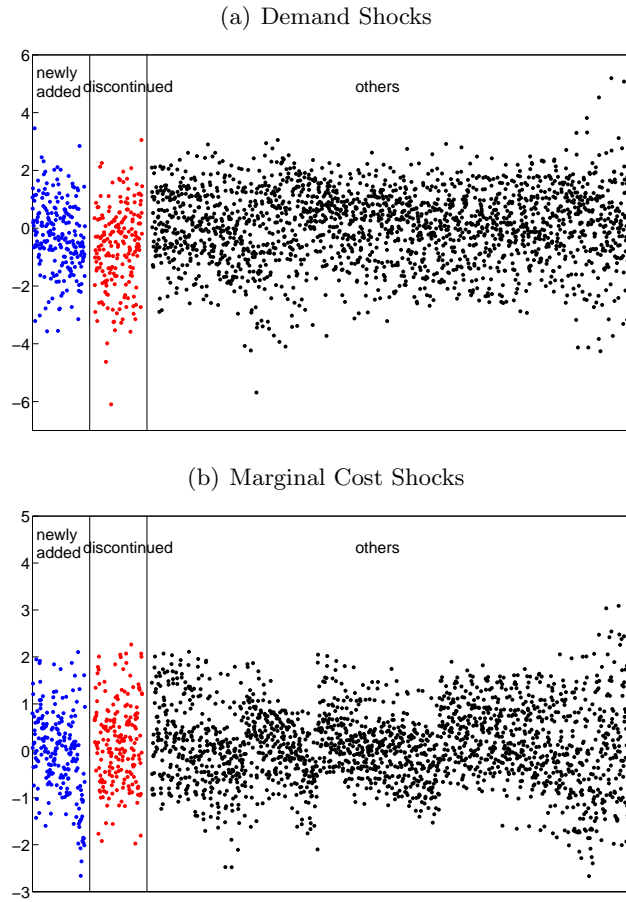 (a) Demand Shocks
6
newly
added
discontinued
others
4
2
0
−2
−4
−6
(b) Marginal Cost Shocks
5
newly
added
discontinued
others
4
3
2
1
0
−1
−2
−3